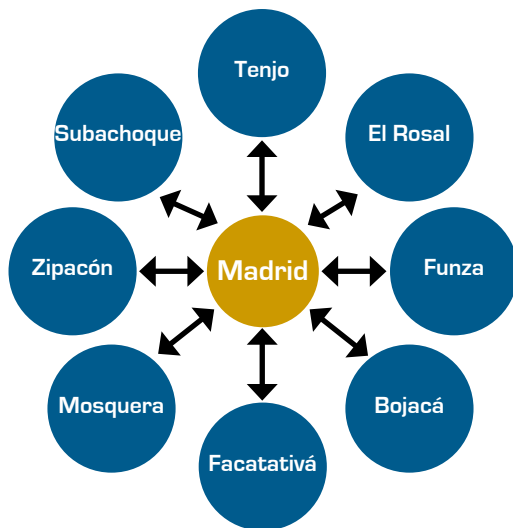 Tenjo
Subachoque
El Rosal
Zipacón
Madrid
Funza
Mosquera
Bojacá
Facatativá